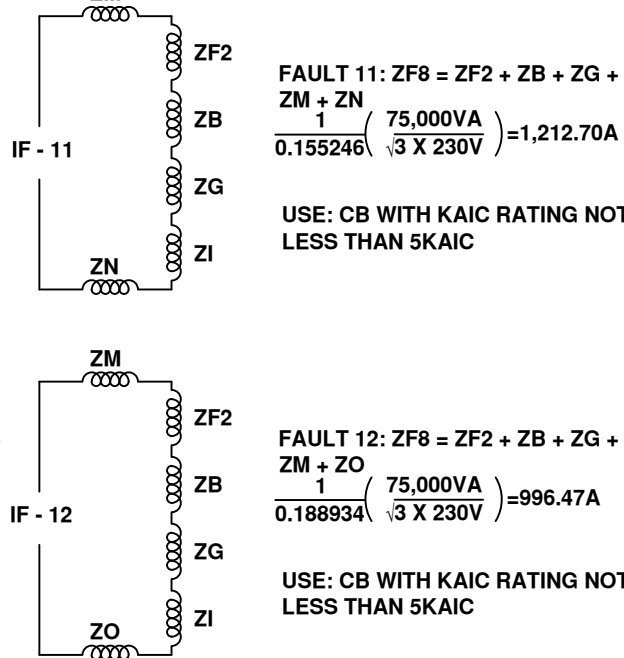 ZF2
ZB
IF - 11
ZG
ZI
ZN
FAULT 11: ZF8 = ZF2 + ZB + ZG +
ZM + ZN
1
0.155246
( 75,000VA
√3 X 230V )
=1,212.70A
USE: CB WITH KAIC RATING NOT
LESS THAN 5KAIC
ZM
ZF2
ZB
IF - 12
ZG
ZI
ZO
FAULT 12: ZF8 = ZF2 + ZB + ZG +
ZM + ZO
1
0.188934
( 75,000VA
√3 X 230V )
=996.47A
USE: CB WITH KAIC RATING NOT
LESS THAN 5KAIC